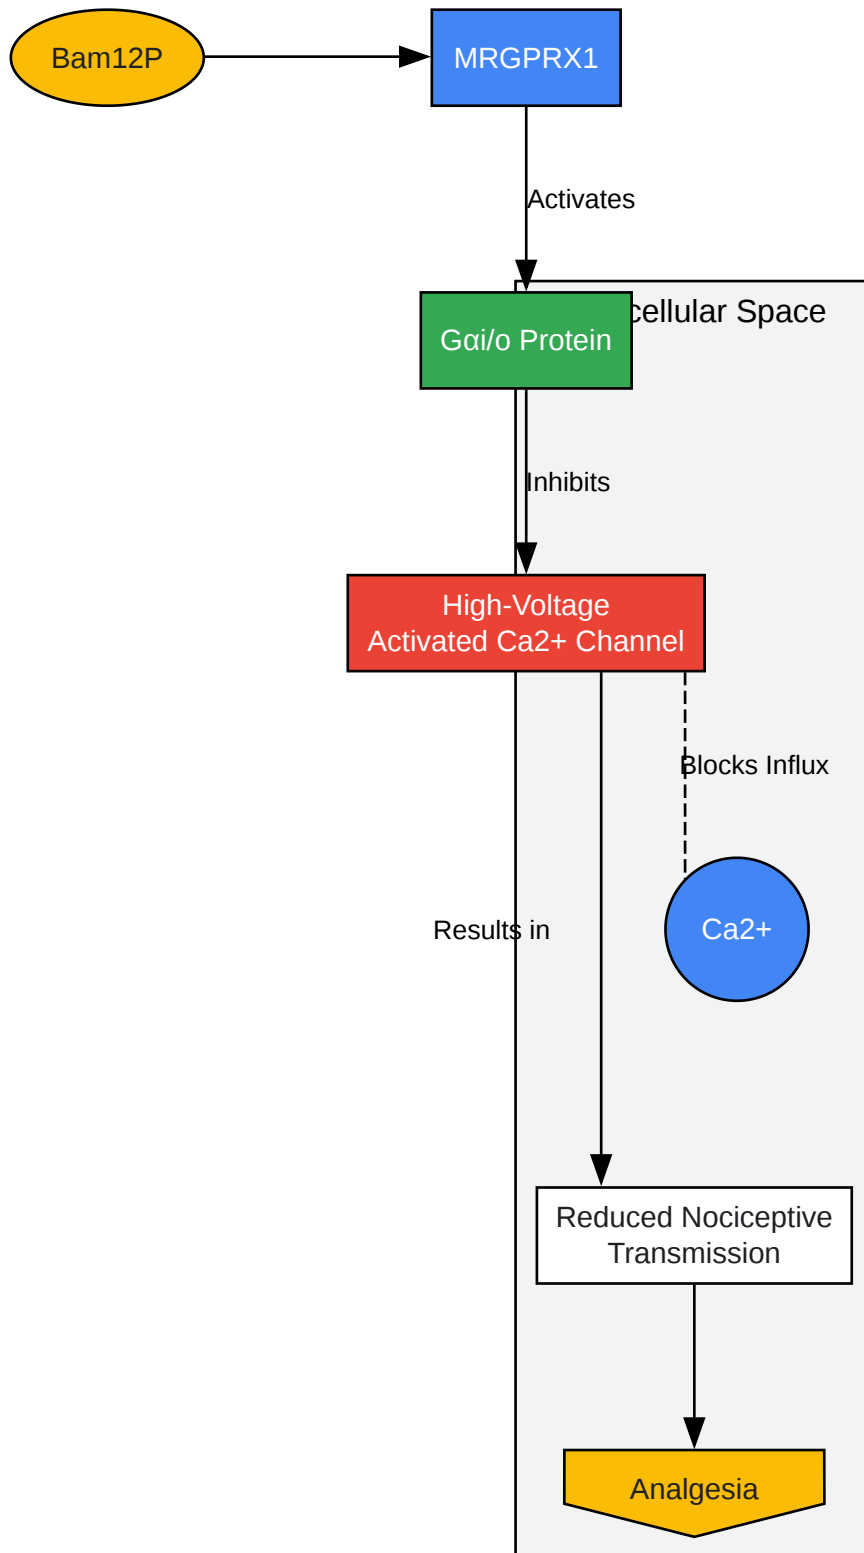 Bam12P
MRGPRX1
Activates
cellular Space
Gαi/o Protein
Inhibits
High-Voltage
Activated Ca2+ Channel
Blocks Influx
Ca2+
Results in
Reduced Nociceptive
Transmission
Analgesia